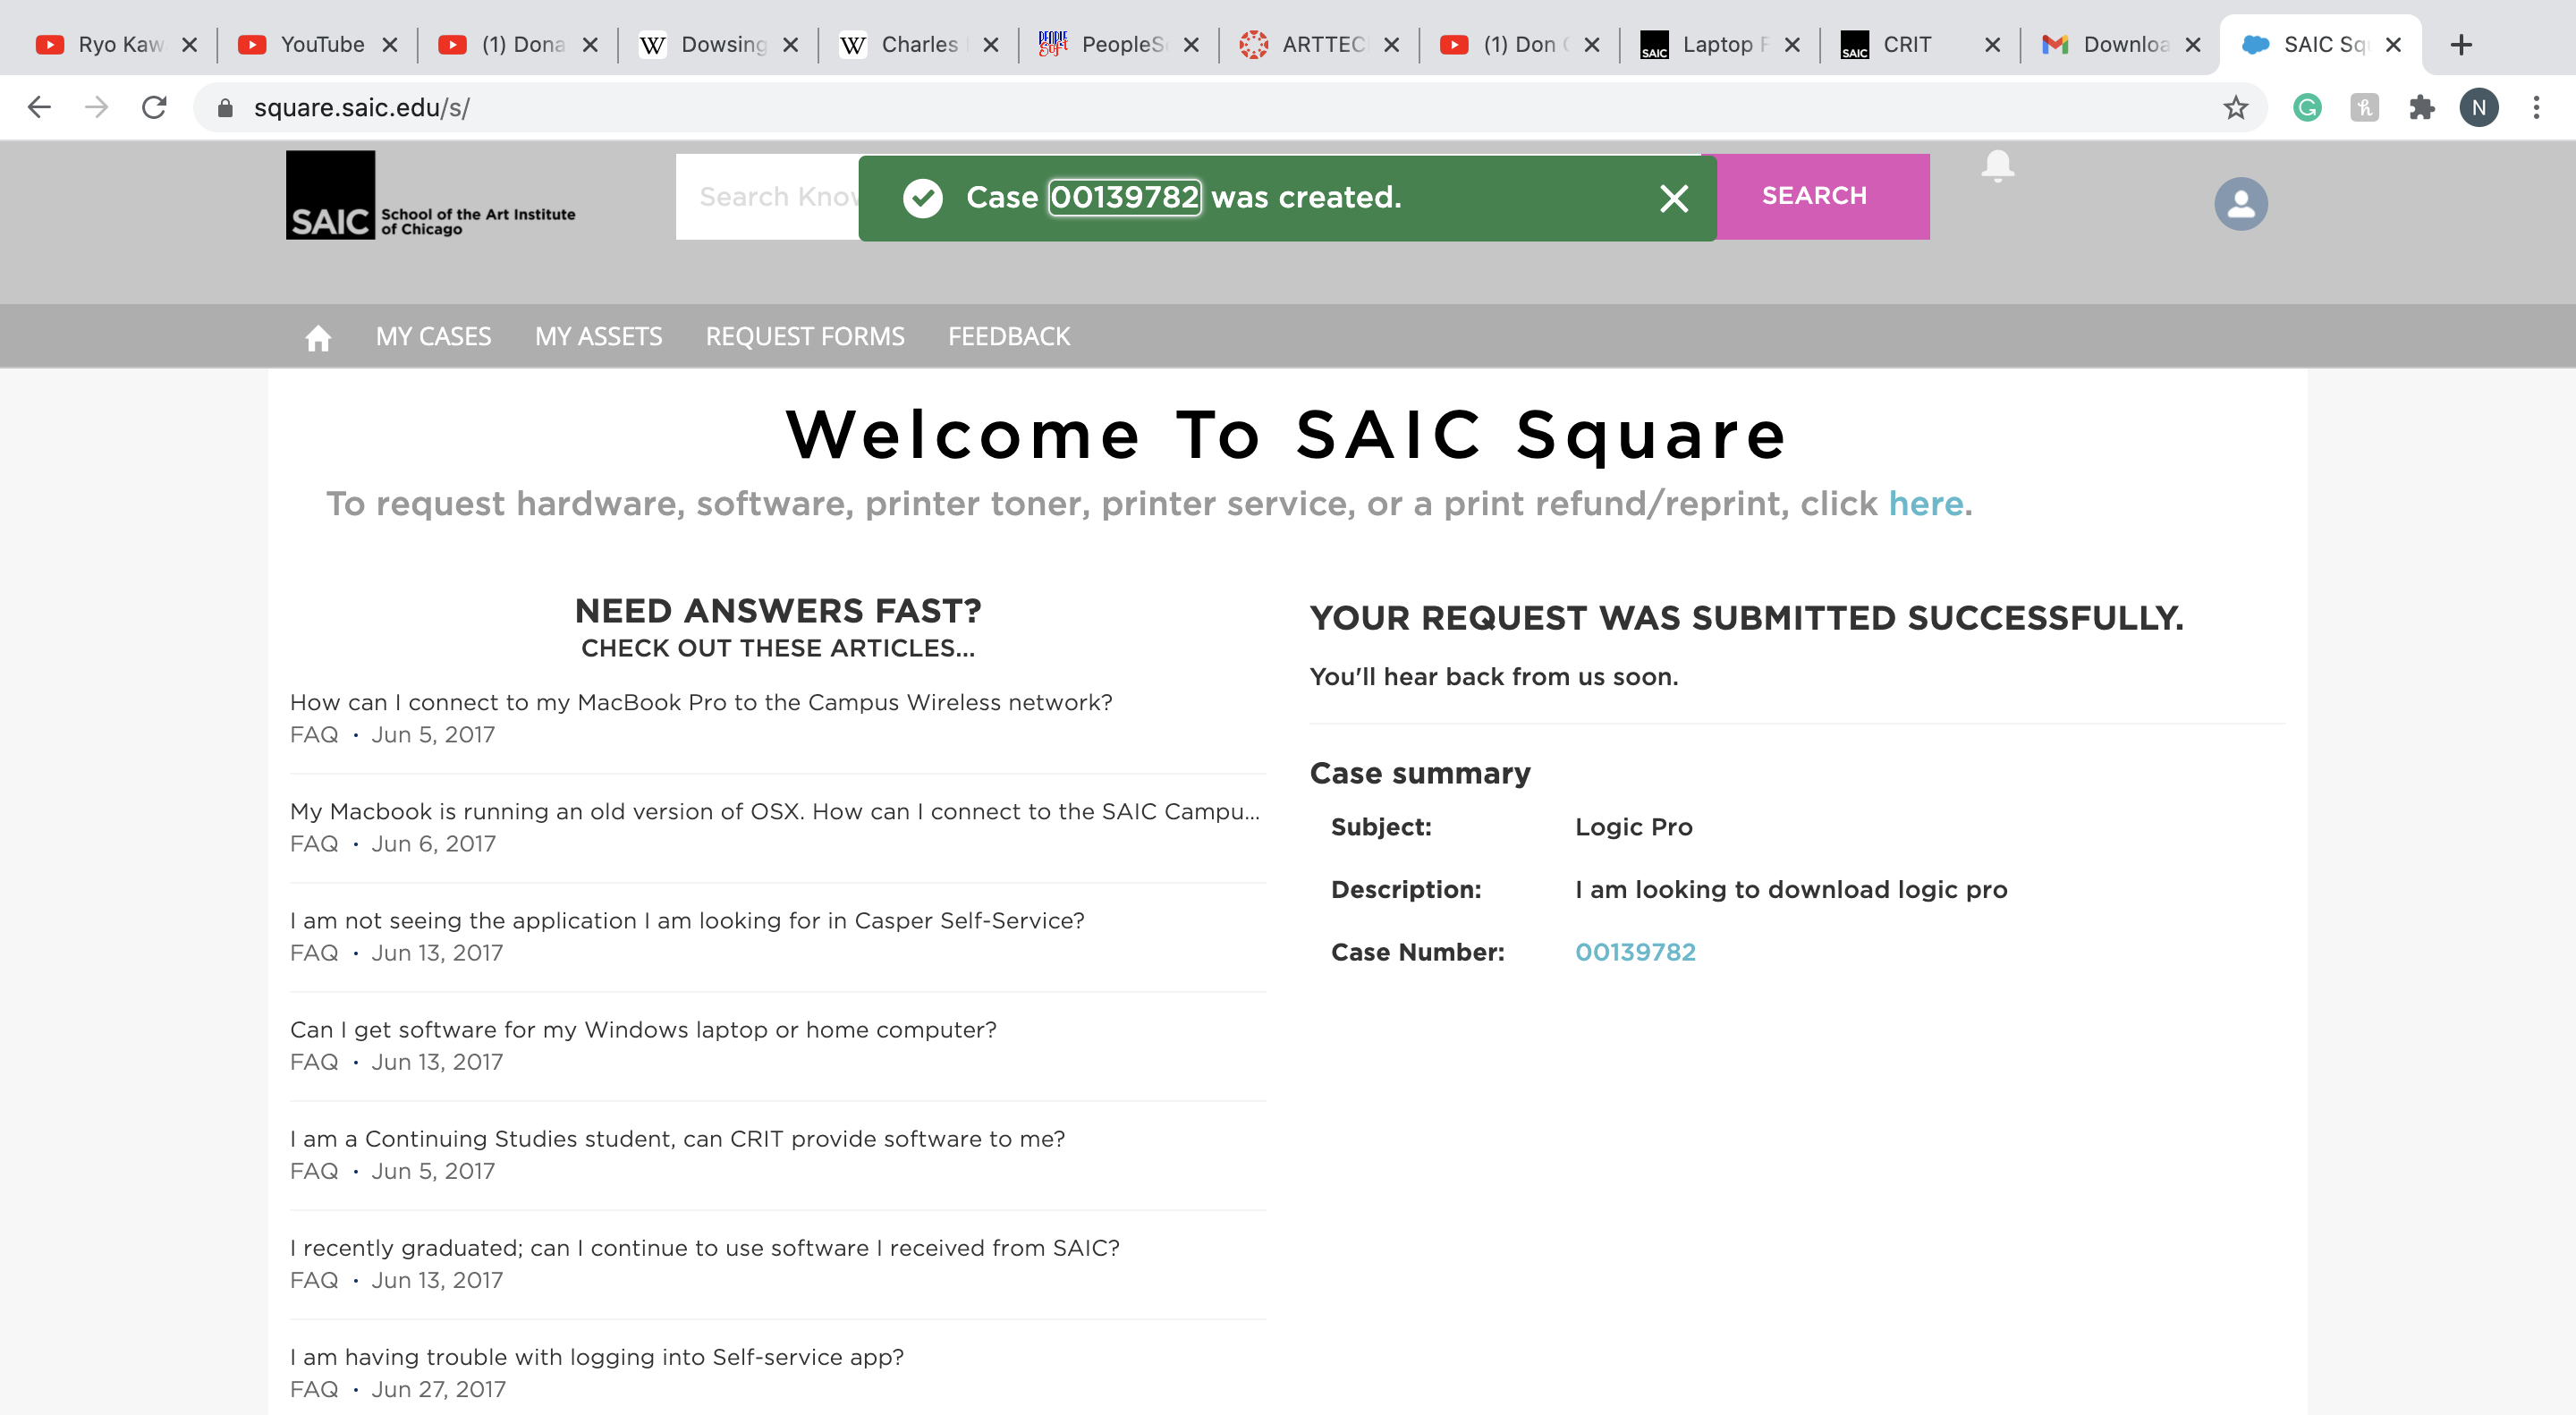 Ryo Kaw
YouTube
(1) Dona
Dowsing
Charles
PeopleS
ARTTEC
(1) Don
Laptop F
CRIT
Downloa
SAIC Squ
square.saic.edu/s/
N
SAIC School of the Art Institute
of Chicago
Search Know
Case 00139782 was created.
SEARCH
MY CASES
MY ASSETS
REQUEST FORMS
FEEDBACK
Welcome To SAIC Square
To request hardware, software, printer toner, printer service, or a print refund/reprint, click here.
NEED ANSWERS FAST?
CHECK OUT THESE ARTICLES...
How can I connect to my MacBook Pro to the Campus Wireless network?
FAQ • Jun 5, 2017
My Macbook is running an old version of OSX. How can I connect to the SAIC Campu...
FAQ • Jun 6, 2017
I am not seeing the application I am looking for in Casper Self-Service?
FAQ • Jun 13, 2017
Can I get software for my Windows laptop or home computer?
FAQ • Jun 13, 2017
I am a Continuing Studies student, can CRIT provide software to me?
FAQ • Jun 5, 2017
I recently graduated; can I continue to use software I received from SAIC?
FAQ • Jun 13, 2017
I am having trouble with logging into Self-service app?
FAQ • Jun 27, 2017
YOUR REQUEST WAS SUBMITTED SUCCESSFULLY.
You'll hear back from us soon.
Case summary
Subject: Logic Pro
Description: I am looking to download logic pro
Case Number: 00139782